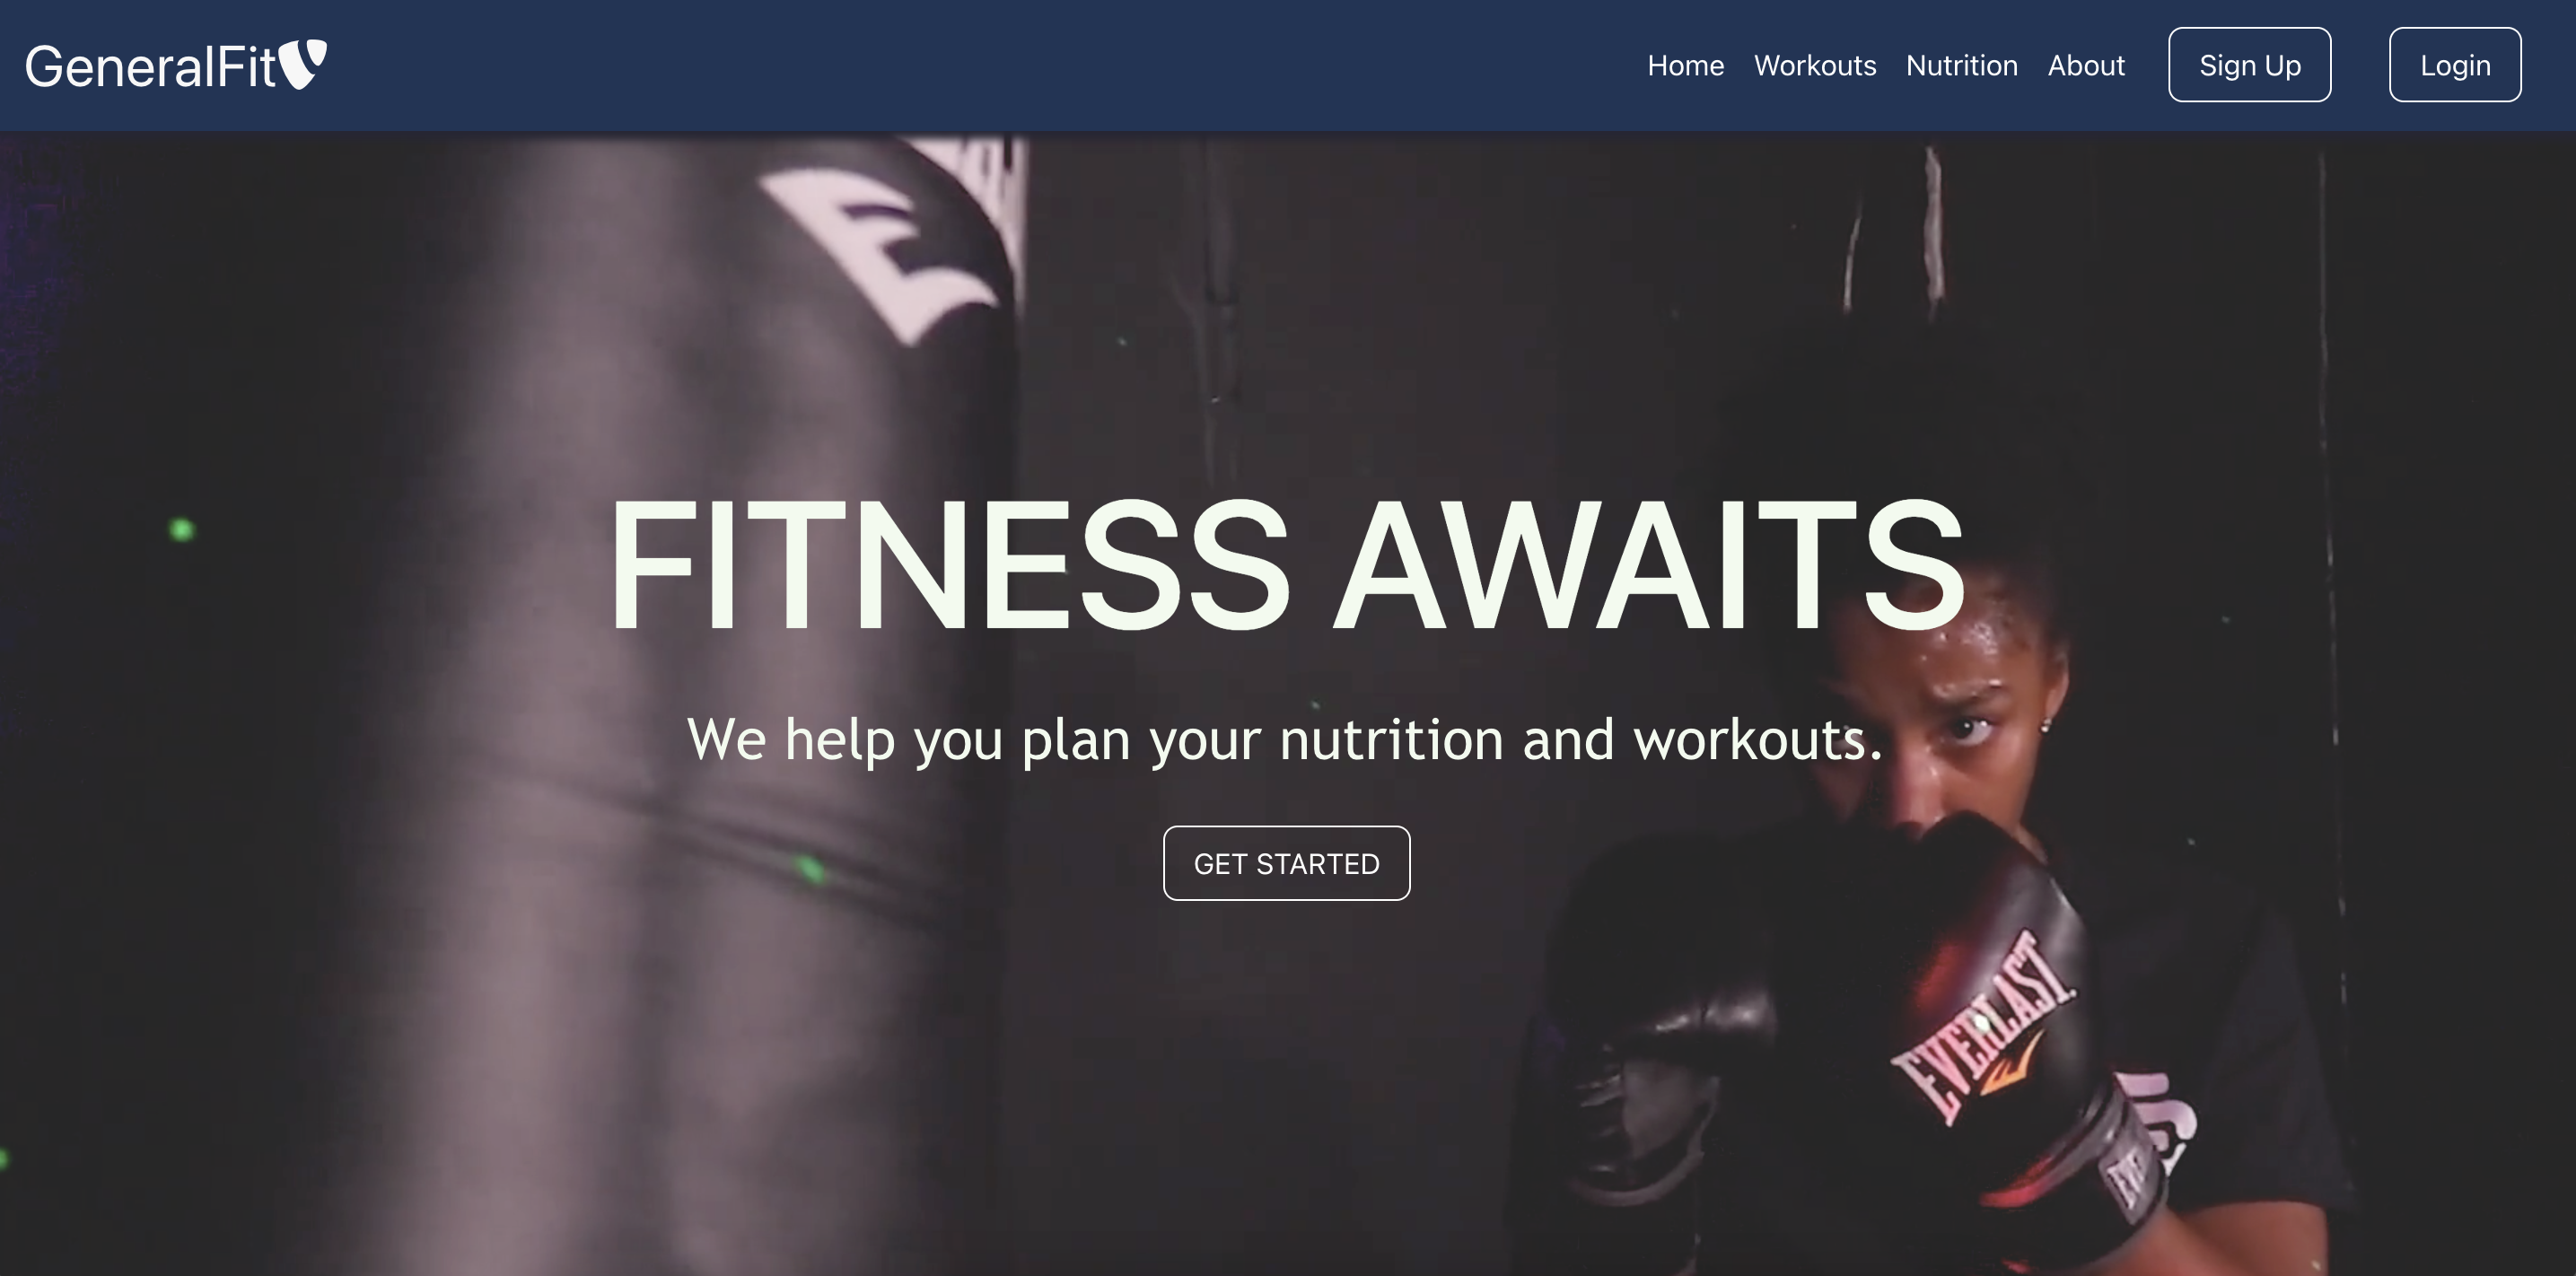 GeneralFit
Home Workouts Nutrition About Sign Up Login
FITNESS AWAITS
We help you plan your nutrition and workouts.
GET STARTED
EVERLAST